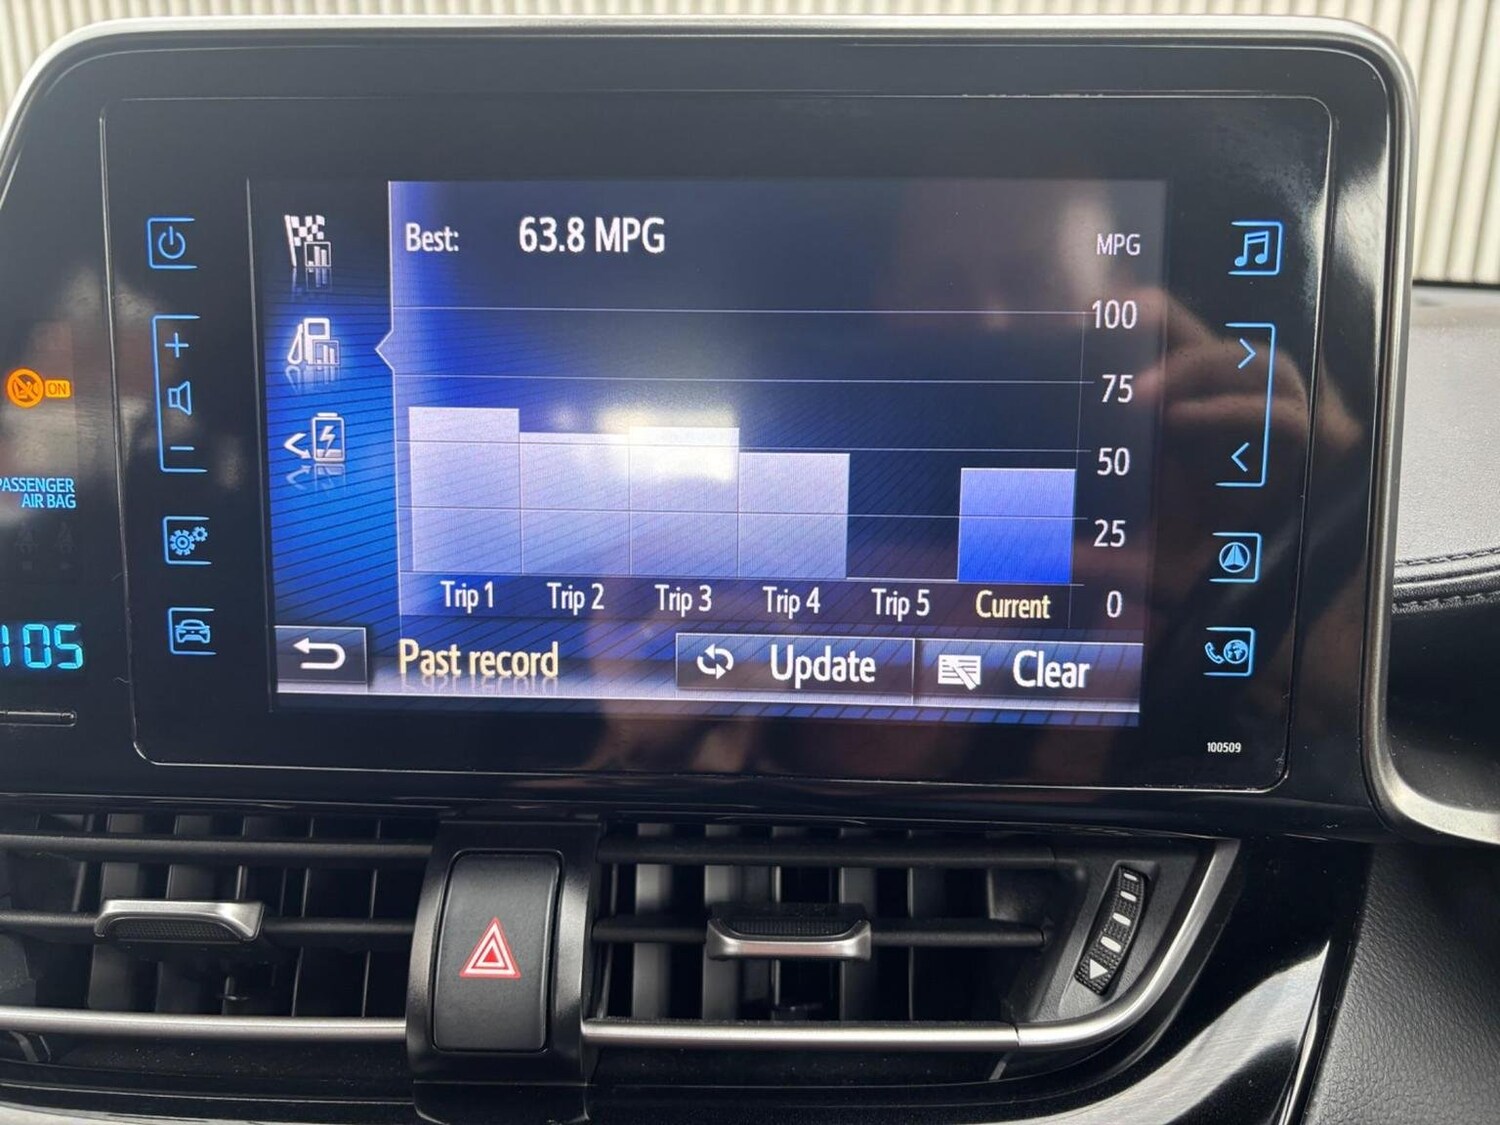 Best: 63.8 MPG
MPG
100
75
50
25
0
Trip 1 Trip 2 Trip 3 Trip 4 Trip 5 Current
Past record Update Clear
ON
PASSENGER
AIR BAG
105
100509